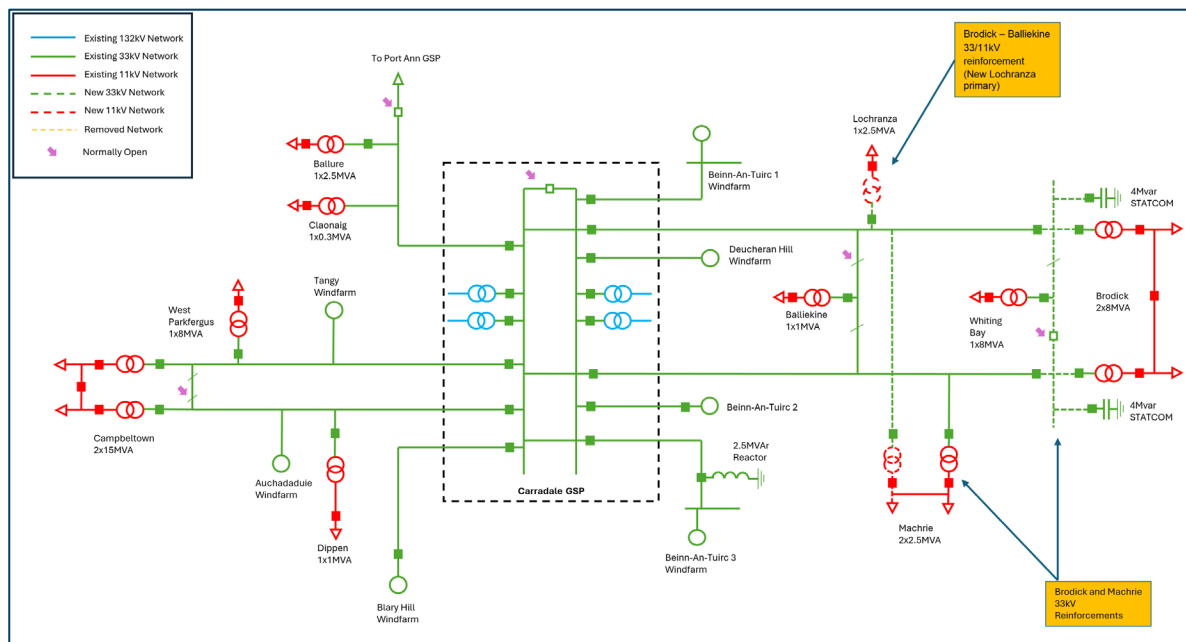 Existing 132kV Network
Existing 33kV Network
Existing 11kV Network
New 33kV Network
New 11kV Network
Removed Network
Normally Open
To Port Ann GSP
Ballure
1x2.5MVA
Claonaig
1x0.3MVA
Tangy
Windfarm
West
Parkfergus
1x8MVA
Campbeltown
2x15MVA
Auchadaduie
Windfarm
Dippen
1x1MVA
Blary Hill
Windfarm
Carradale GSP
Beinn-An-Tuirc 1
Windfarm
Deucheran Hill
Windfarm
Beinn-An-Tuirc 2
2.5MVAr
Reactor
Beinn-An-Tuirc 3
Windfarm
Lochranza
1x2.5MVA
Balliekine
1x1MVA
Machrie
2x2.5MVA
Whiting
Bay
1x8MVA
Brodick
2x8MVA
4Mvar
STATCOM
4Mvar
STATCOM
Brodick – Balliekine
33/11kV
reinforcement
(New Lochranza
primary)
Brodick and Machrie
33kV
Reinforcements